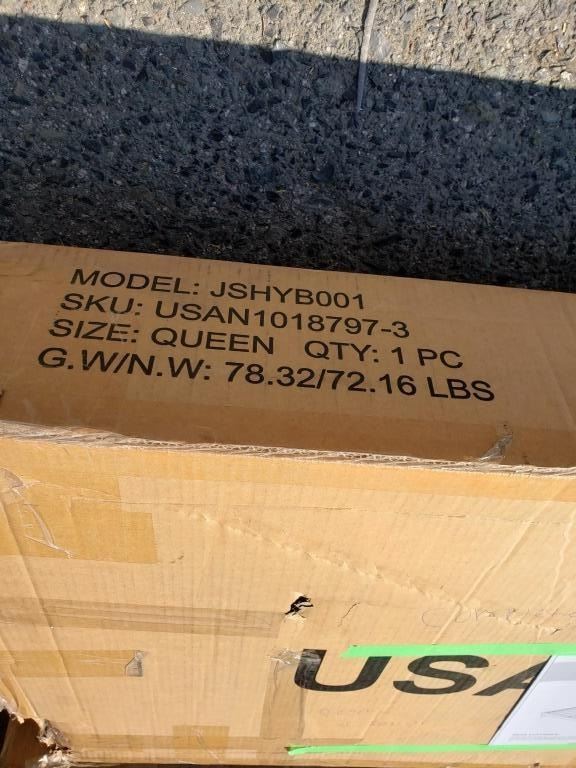 MODEL: JSHYB001
SKU: USAN1018797-3
SIZE: QUEEN QTY: 1 PC
G.W/N.W: 78.32/72.16 LBS
USA